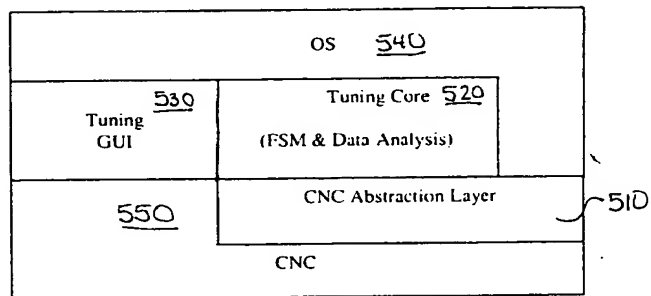 OS 540
530
Tuning
GUI
Tuning Core 520
(FSM & Data Analysis)
550
CNC Abstraction Layer
510
CNC